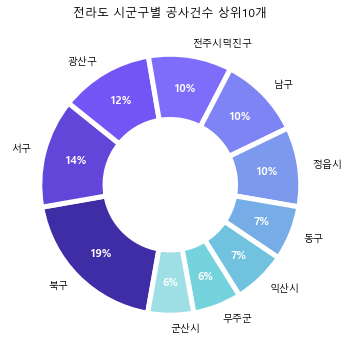 전라도 시군구별 공사건수 상위10개
전주시덕진구
10%
남구
10%
정읍시
10%
동구
7%
익산시
7%
무주군
6%
군산시
6%
북구
19%
서구
14%
광산구
12%